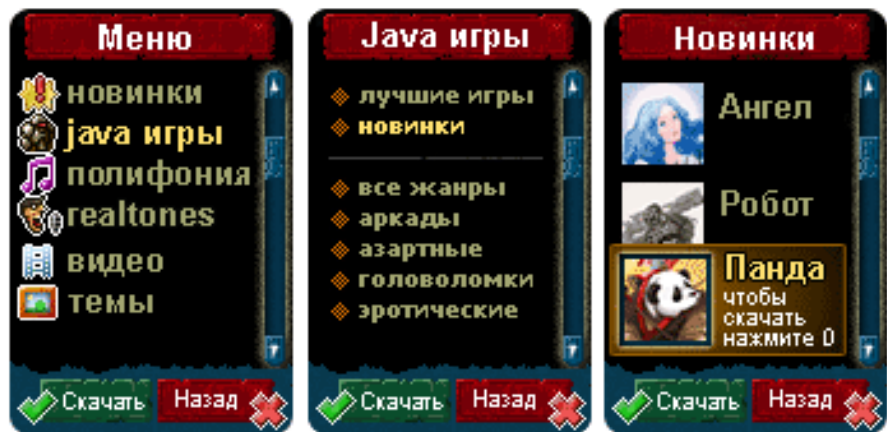 Меню
новинки
java игры
полифония
realtones
видео
темы
Скачать Назад
Java игры
лучшие игры
новинки
все жанры
аркады
азартные
головоломки
эротические
Скачать Назад
Новинки
Ангел
Робот
Панда
чтобы
скачать
нажмите 0
Скачать Назад